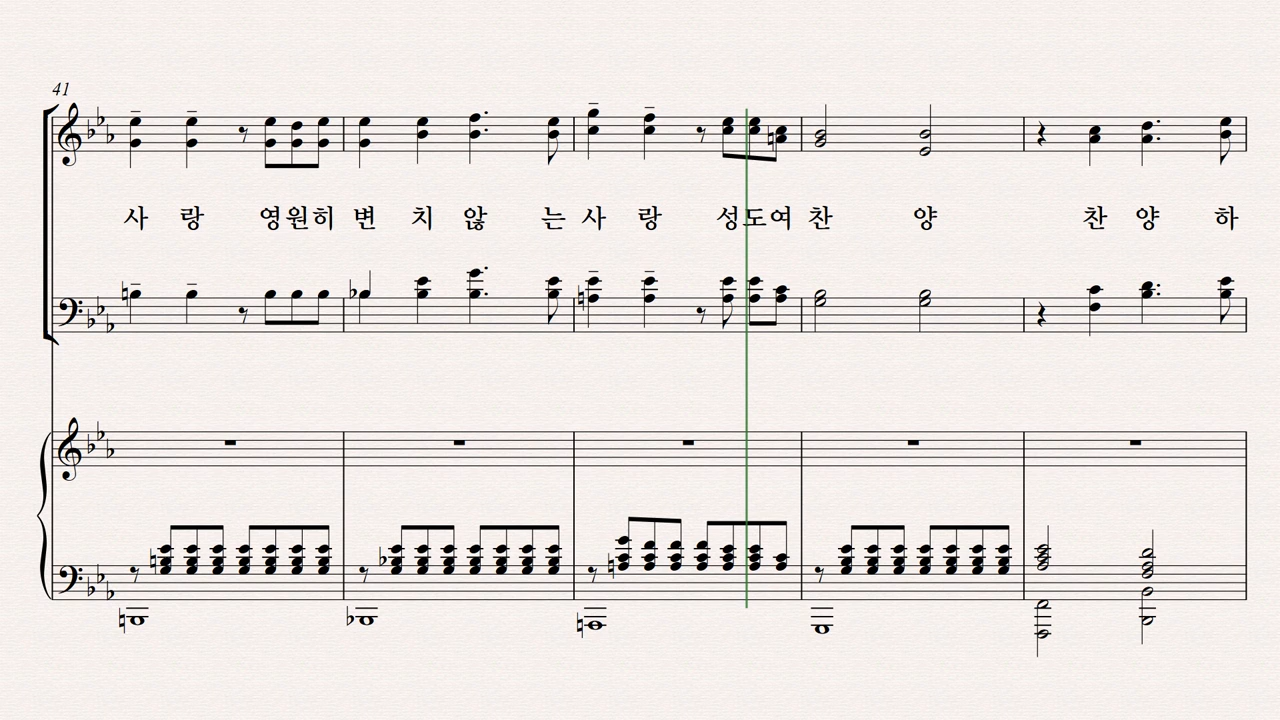 41
사 랑 영원히 변 치 않 는 사 랑 성도여 찬 양 찬 양 하